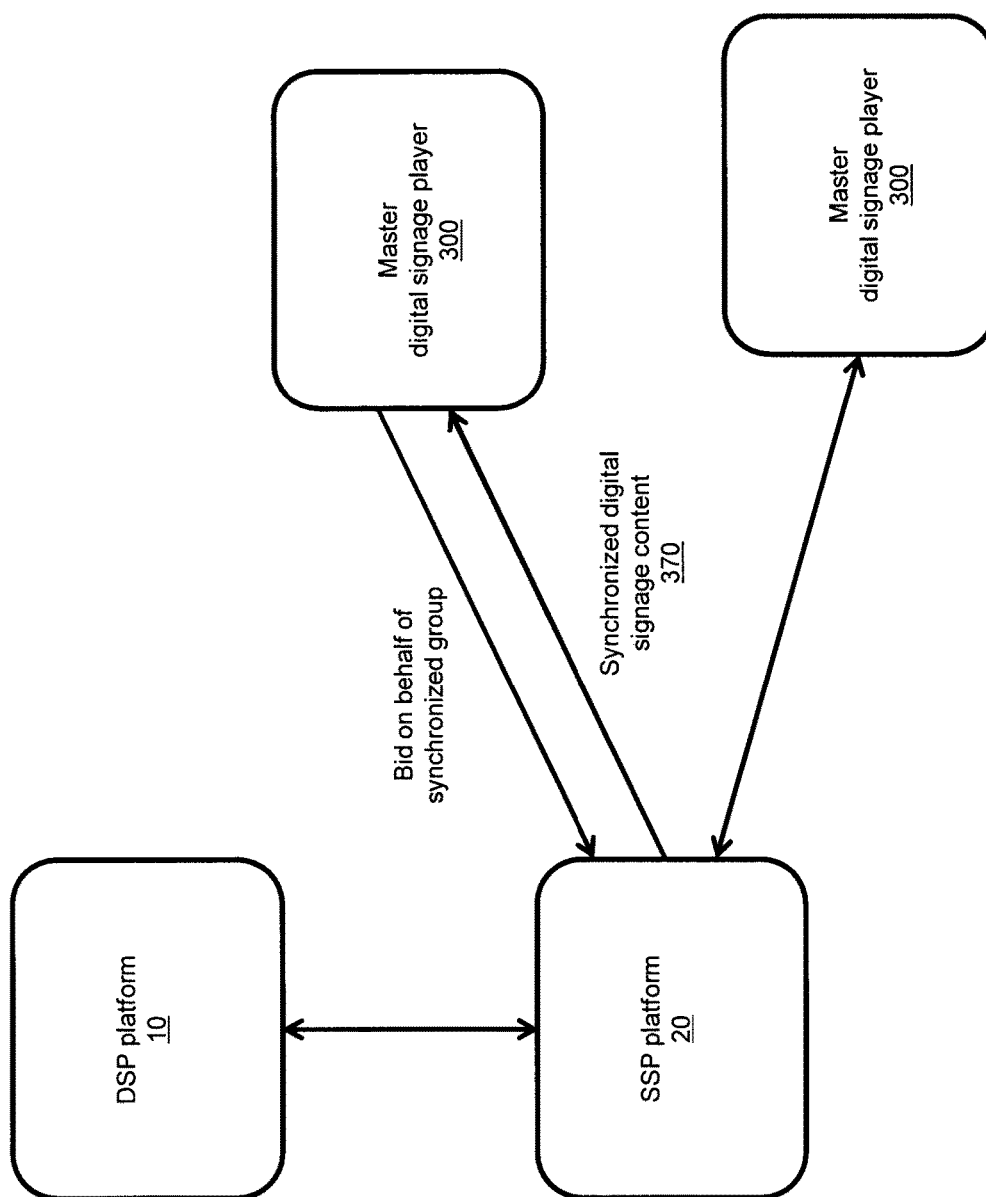 DSP platform
10
SSP platform
20
Bid on behalf of
synchronized group
Synchronized digital
signage content
370
Master
digital signage player
300
Master
digital signage player
300